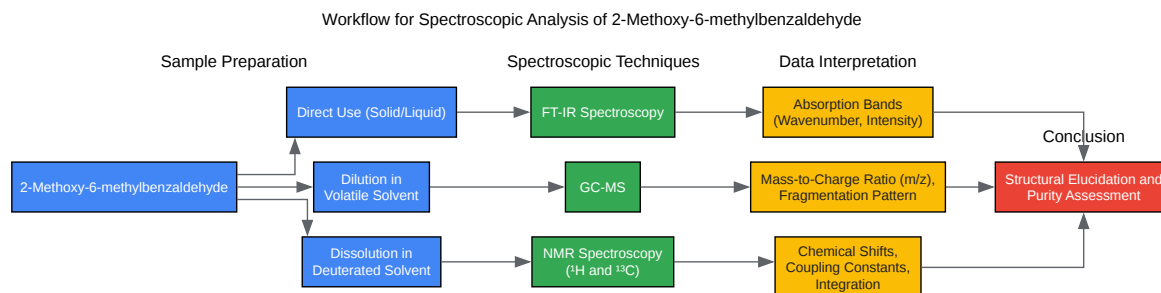 Workflow for Spectroscopic Analysis of 2-Methoxy-6-methylbenzaldehyde
Sample Preparation
Spectroscopic Techniques
Data Interpretation
Direct Use (Solid/Liquid)
FT-IR Spectroscopy
Absorption Bands
(Wavenumber, Intensity)
Conclusion
2-Methoxy-6-methylbenzaldehyde
Dilution in
Volatile Solvent
GC-MS
Mass-to-Charge Ratio (m/z),
Fragmentation Pattern
Structural Elucidation and
Purity Assessment
Dissolution in
Deuterated Solvent
NMR Spectroscopy
(¹H and ¹³C)
Chemical Shifts,
Coupling Constants,
Integration